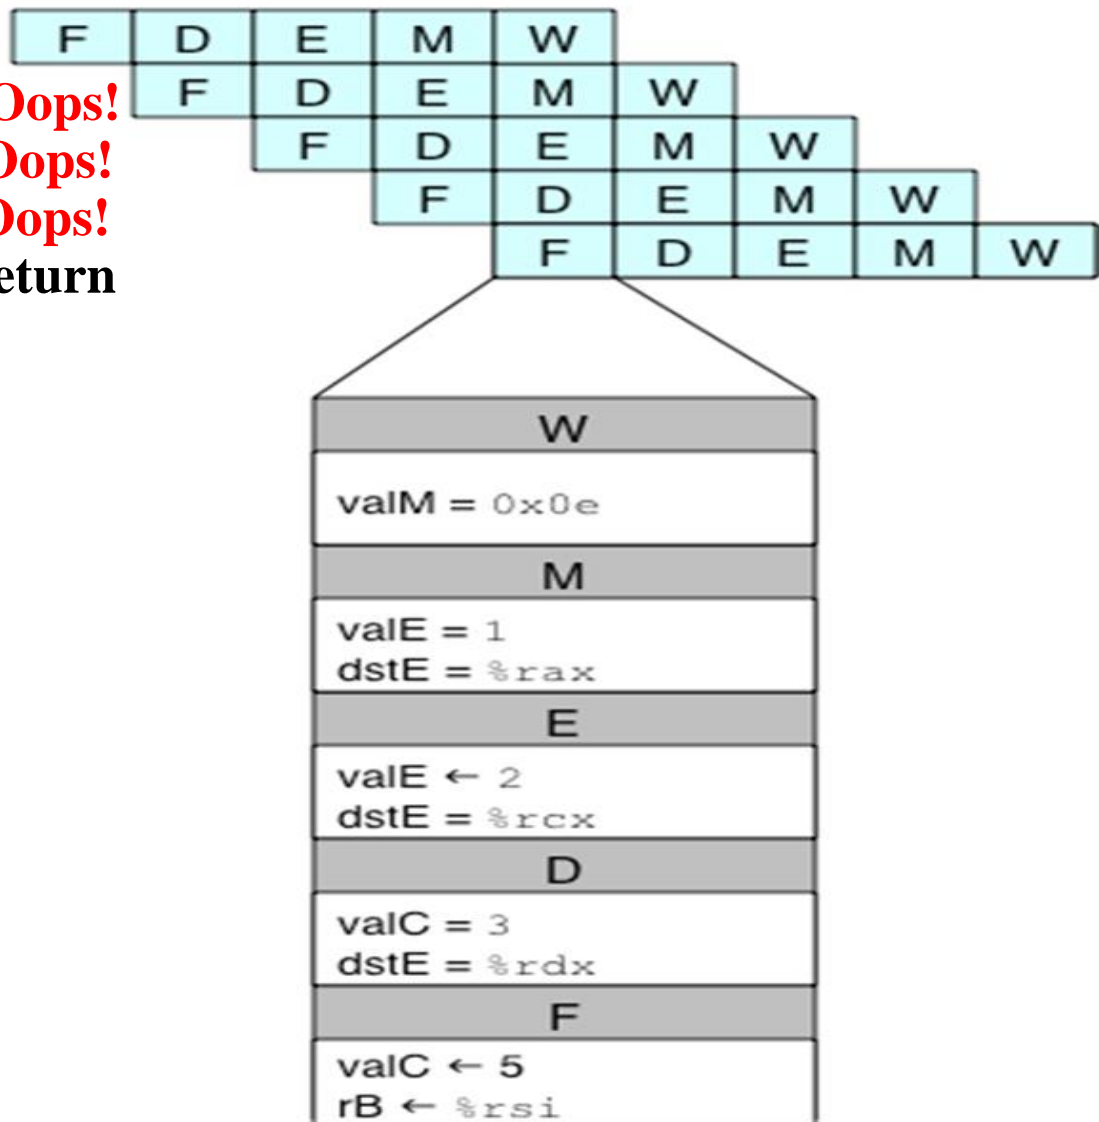 F D E M W
Oops! F D E M W
Oops! F D E M W
Oops! F D E M W
eturn F D E M W
W
valM = 0x0e
M
valE = 1
dstE = %rax
E
valE ← 2
dstE = %rcx
D
valC = 3
dstE = %rdx
F
valC ← 5
rB ← %rsi